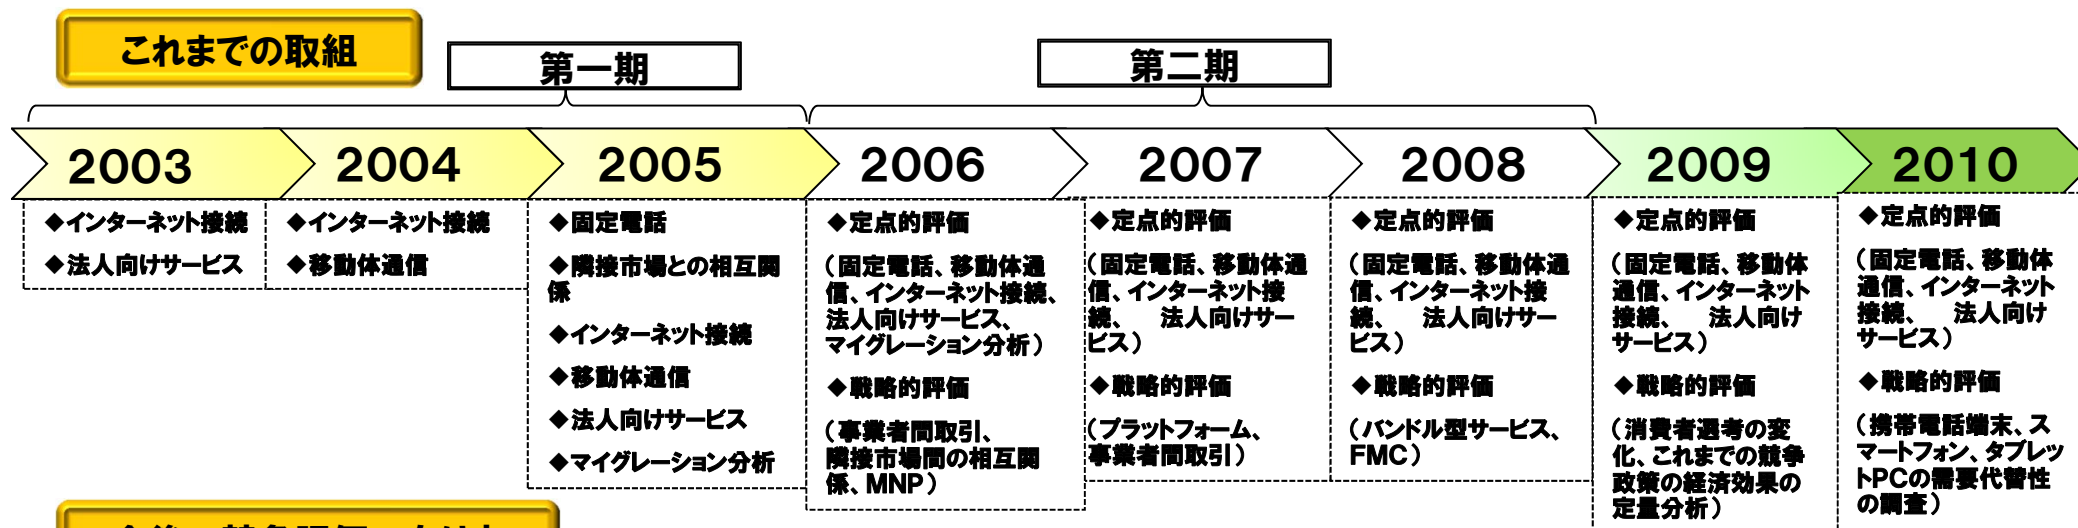 これまでの取組
第一期
第二期
2003
2004
2005
2006
2007
2008
2009
2010
◆インターネット接続
◆法人向けサービス
◆インターネット接続
◆移動体通信
◆固定電話
◆隣接市場との相互関
係
◆インターネット接続
◆移動体通信
◆法人向けサービス
◆マイグレーション分析
◆定点的評価
（固定電話、移動体通
信、インターネット接続、
法人向けサービス、
マイグレーション分析）
◆戦略的評価
（事業者間取引、
隣接市場間の相互関
係、MNP）
◆定点的評価
（固定電話、移動体通
信、インターネット接
続、　法人向けサー
ビス）
◆戦略的評価
（プラットフォーム、
事業者間取引）
◆定点的評価
（固定電話、移動体通
信、インターネット接
続、　法人向けサー
ビス）
◆戦略的評価
（バンドル型サービス、
FMC）
◆定点的評価
（固定電話、移動体
通信、インターネット
接続、　法人向け
サービス）
◆戦略的評価
（消費者選考の変
化、これまでの競争
政策の経済効果の
定量分析）
◆定点的評価
（固定電話、移動体
通信、インターネット
接続、　法人向け
サービス）
◆戦略的評価
（携帯電話端末、ス
マートフォン、タブレッ
トPCの需要代替性
の調査）